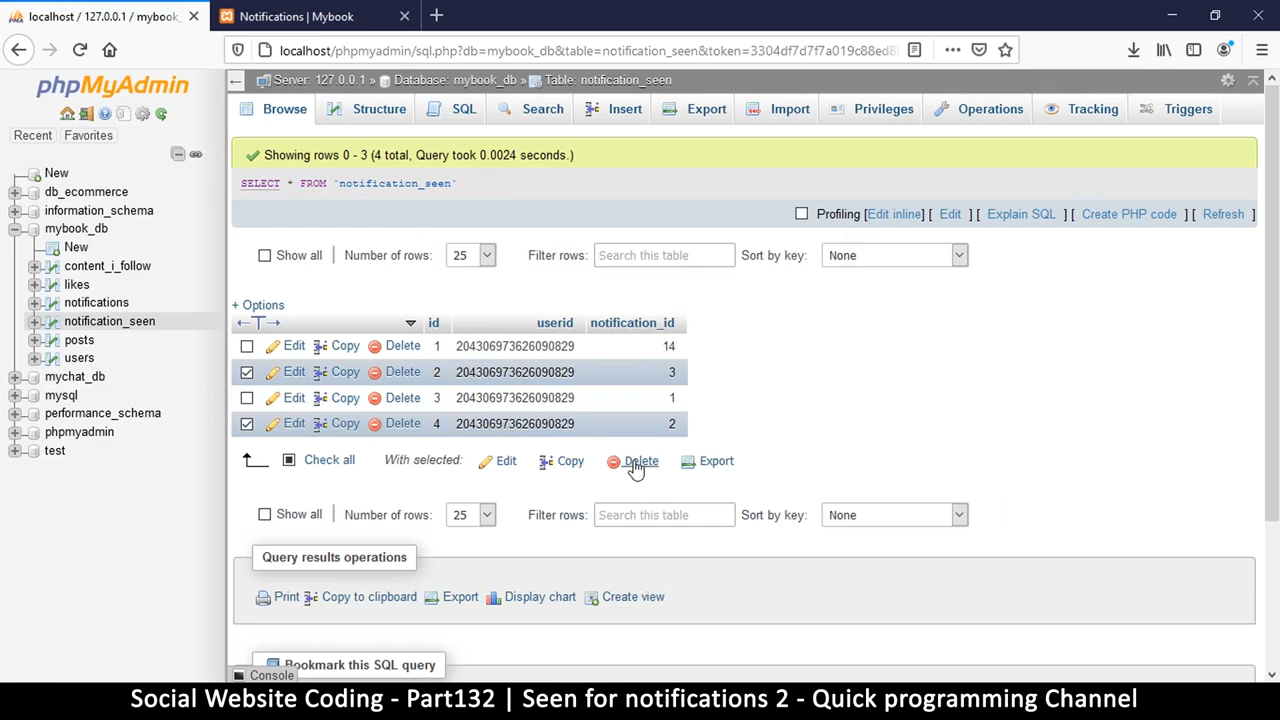 localhost / 127.0.0.1 / mybook_
Notifications | Mybook
localhost/phpmyadmin/sql.php?db=mybook_db&table=notification_seen&token=3304df7d7f7a019c88ed8
phpMyAdmin
Recent Favorites
New
db_ecommerce
information_schema
mybook_db
New
content_i_follow
likes
notifications
notification_seen
posts
users
mychat_db
mysql
performance_schema
phpmyadmin
test
Server: 127.0.0.1 » Database: mybook_db » Table: notification_seen
Browse Structure SQL Search Insert Export Import Privileges Operations Tracking Triggers
Showing rows 0 - 3 (4 total, Query took 0.0024 seconds.)
SELECT * FROM `notification_seen`
Profiling [Edit inline] [ Edit ] [ Explain SQL ] [ Create PHP code ] [ Refresh ]
Show all Number of rows: 25 Filter rows: Search this table Sort by key: None
+ Options
id userid notification_id
Edit Copy Delete 1 204306973626090829 14
Edit Copy Delete 2 204306973626090829 3
Edit Copy Delete 3 204306973626090829 1
Edit Copy Delete 4 204306973626090829 2
Check all With selected: Edit Copy Delete Export
Show all Number of rows: 25 Filter rows: Search this table Sort by key: None
Query results operations
Print Copy to clipboard Export Display chart Create view
Bookmark this SQL query
Console
Social Website Coding - Part132 | Seen for notifications 2 - Quick programming Channel